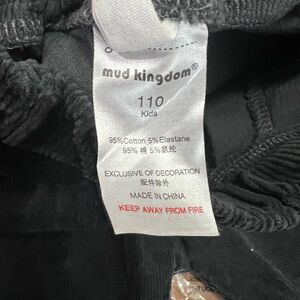 mud kingdom®
110
Kids
95%Cotton 5%Elastane
95% 棉 5%氨纶
EXCLUSIVE OF DECORATION
配件除外
MADE IN CHINA
KEEP AWAY FROM FIRE